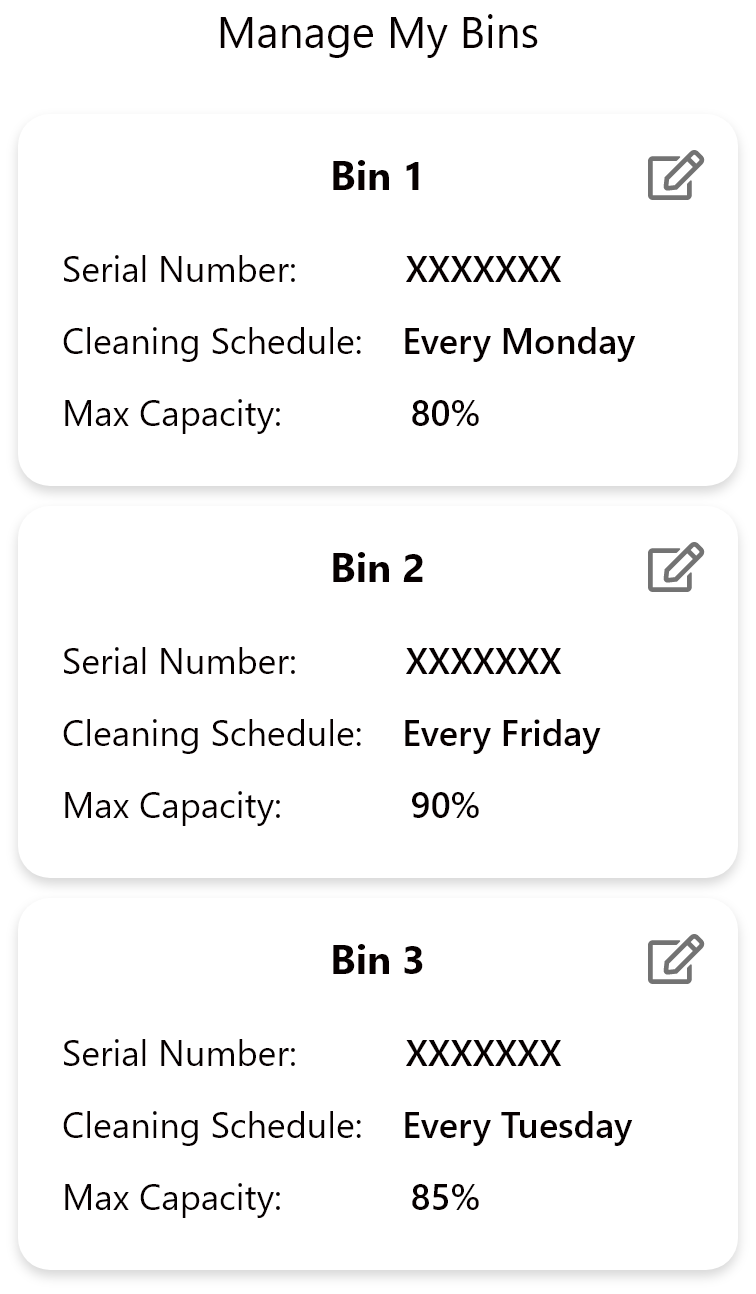 Manage My Bins
Bin 1
Serial Number: XXXXXXX
Cleaning Schedule: Every Monday
Max Capacity: 80%
Bin 2
Serial Number: XXXXXXX
Cleaning Schedule: Every Friday
Max Capacity: 90%
Bin 3
Serial Number: XXXXXXX
Cleaning Schedule: Every Tuesday
Max Capacity: 85%